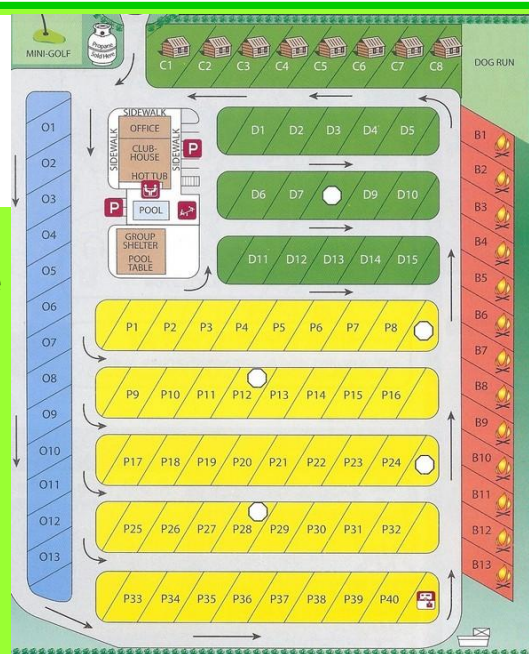 MINI-GOLF
Propane
Sold Here
C1 C2 C3 C4 C5 C6 C7 C8
DOG RUN
SIDEWALK
SIDEWALK
SIDEWALK
OFFICE
CLUB-
HOUSE
HOT TUB
P
P
POOL
GROUP
SHELTER
POOL
TABLE
D1 D2 D3 D4 D5
D6 D7 D9 D10
D11 D12 D13 D14 D15
O1
O2
O3
O4
O5
O6
O7
O8
O9
O10
O11
O12
O13
P1 P2 P3 P4 P5 P6 P7 P8
P9 P10 P11 P12 P13 P14 P15 P16
P17 P18 P19 P20 P21 P22 P23 P24
P25 P26 P27 P28 P29 P30 P31 P32
P33 P34 P35 P36 P37 P38 P39 P40
B1
B2
B3
B4
B5
B6
B7
B8
B9
B10
B11
B12
B13